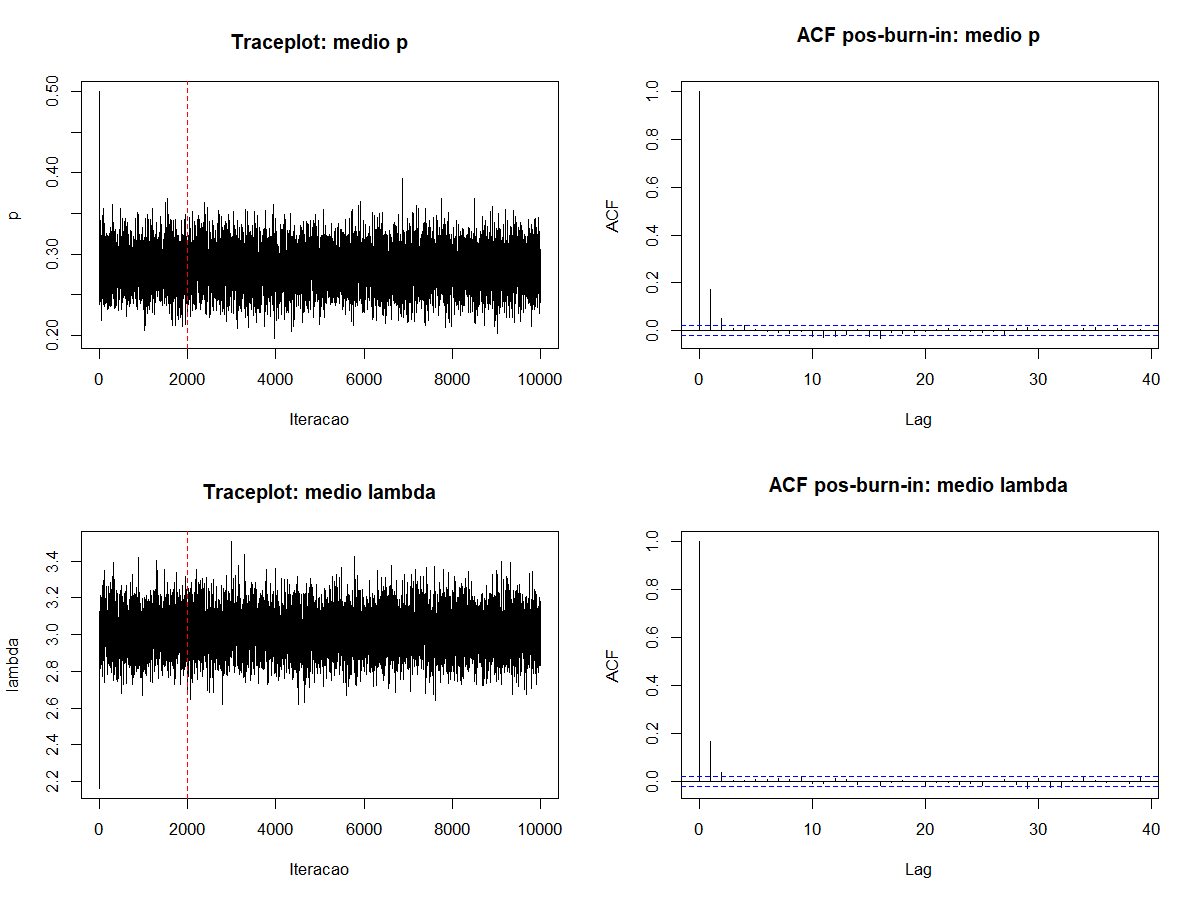 Traceplot: medio p
p
0.20 0.30 0.40 0.50
0 2000 4000 6000 8000 10000
Iteracao
ACF pos-burn-in: medio p
ACF
0.0 0.2 0.4 0.6 0.8 1.0
0 10 20 30 40
Lag
Traceplot: medio lambda
lambda
2.2 2.4 2.6 2.8 3.0 3.2 3.4
0 2000 4000 6000 8000 10000
Iteracao
ACF pos-burn-in: medio lambda
ACF
0.0 0.2 0.4 0.6 0.8 1.0
0 10 20 30 40
Lag